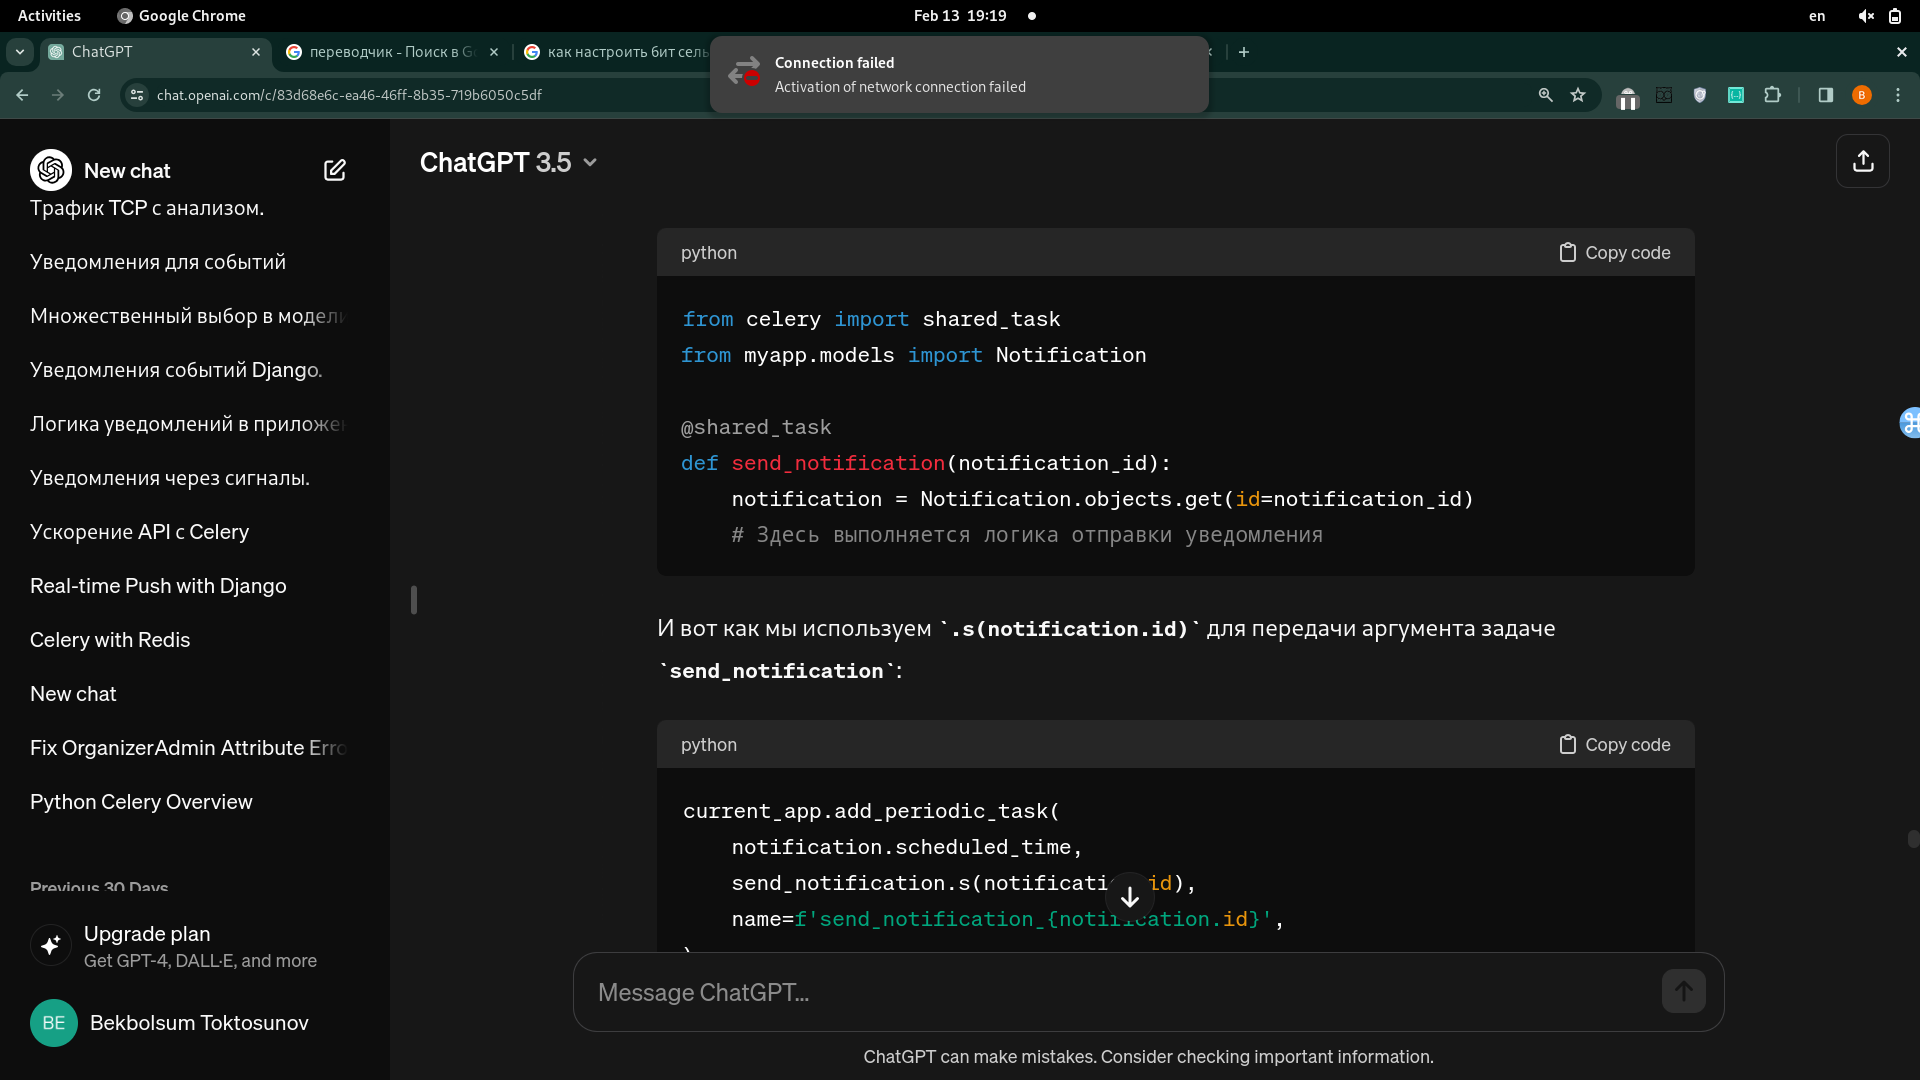 Activities
Google Chrome
Feb 13 19:19
en
ChatGPT
переводчик - Поиск в Go
как настроить бит сель
Connection failed
Activation of network connection failed
chat.openai.com/c/83d68e6c-ea46-46ff-8b35-719b6050c5df
B
New chat
Трафик TCP с анализом.
Уведомления для событий
Множественный выбор в модели
Уведомления событий Django.
Логика уведомлений в приложен
Уведомления через сигналы.
Ускорение API с Celery
Real-time Push with Django
Celery with Redis
New chat
Fix OrganizerAdmin Attribute Erro
Python Celery Overview
Previous 30 Days
Upgrade plan
Get GPT-4, DALL·E, and more
BE
Bekbolsum Toktosunov
ChatGPT 3.5
python
Copy code
from celery import shared_task
from myapp.models import Notification
@shared_task
def send_notification(notification_id):
notification = Notification.objects.get(id=notification_id)
# Здесь выполняется логика отправки уведомления
И вот как мы используем `.s(notification.id)` для передачи аргумента задаче
`send_notification`:
python
Copy code
current_app.add_periodic_task(
notification.scheduled_time,
send_notification.s(notification.id),
name=f'send_notification_{notification.id}',
)
Message ChatGPT...
ChatGPT can make mistakes. Consider checking important information.